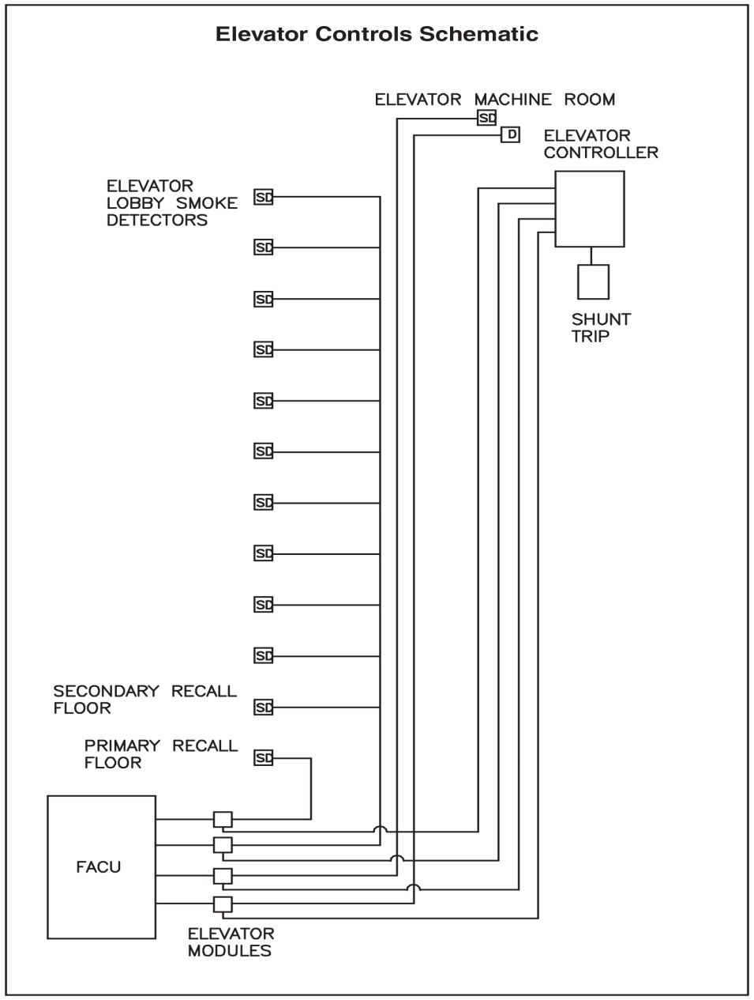 Elevator Controls Schematic
ELEVATOR MACHINE ROOM
SD
D
ELEVATOR
CONTROLLER
ELEVATOR
LOBBY SMOKE
DETECTORS
SD
SD
SD
SHUNT
TRIP
SD
SD
SD
SD
SD
SD
SD
SECONDARY RECALL
FLOOR
SD
PRIMARY RECALL
FLOOR
SD
FACU
ELEVATOR
MODULES